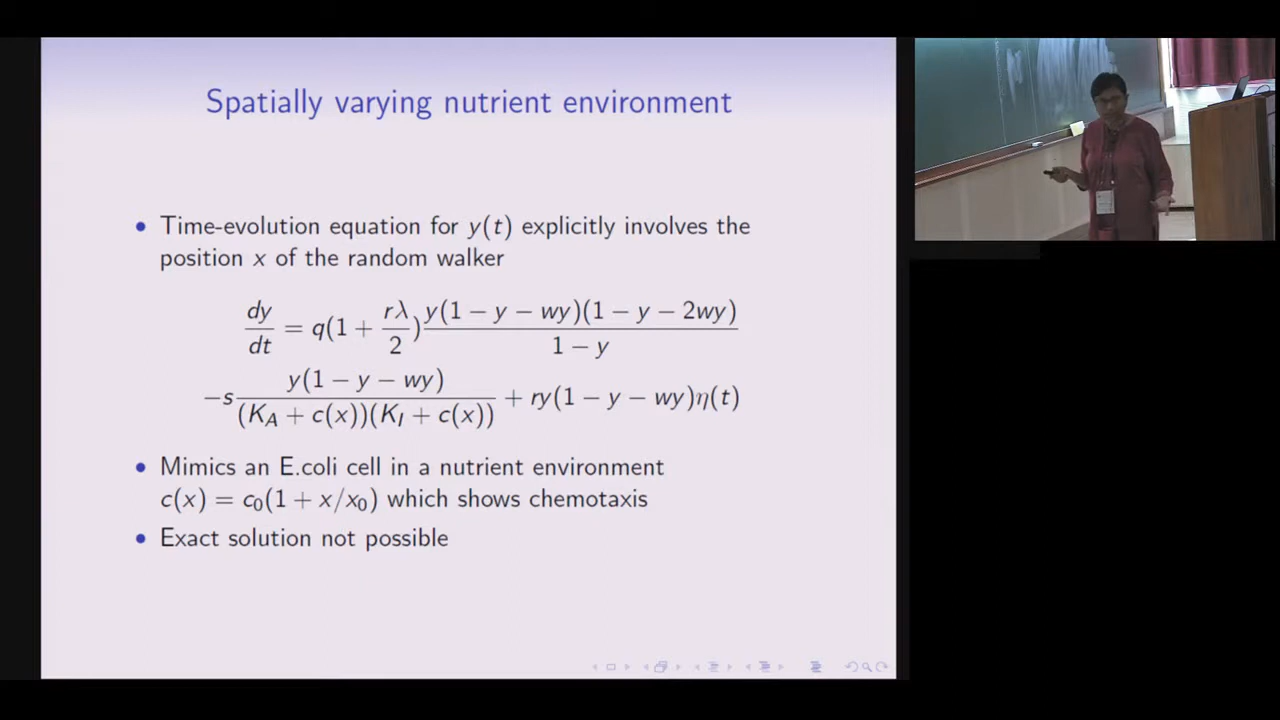 Spatially varying nutrient environment
• Time-evolution equation for y(t) explicitly involves the
position x of the random walker
dy/dt = q(1 + rλ/2) y(1 − y − wy)(1 − y − 2wy)/(1 − y)
−s y(1 − y − wy)/((K_A + c(x))(K_I + c(x))) + ry(1 − y − wy)η(t)
• Mimics an E.coli cell in a nutrient environment
c(x) = c₀(1 + x/x₀) which shows chemotaxis
• Exact solution not possible